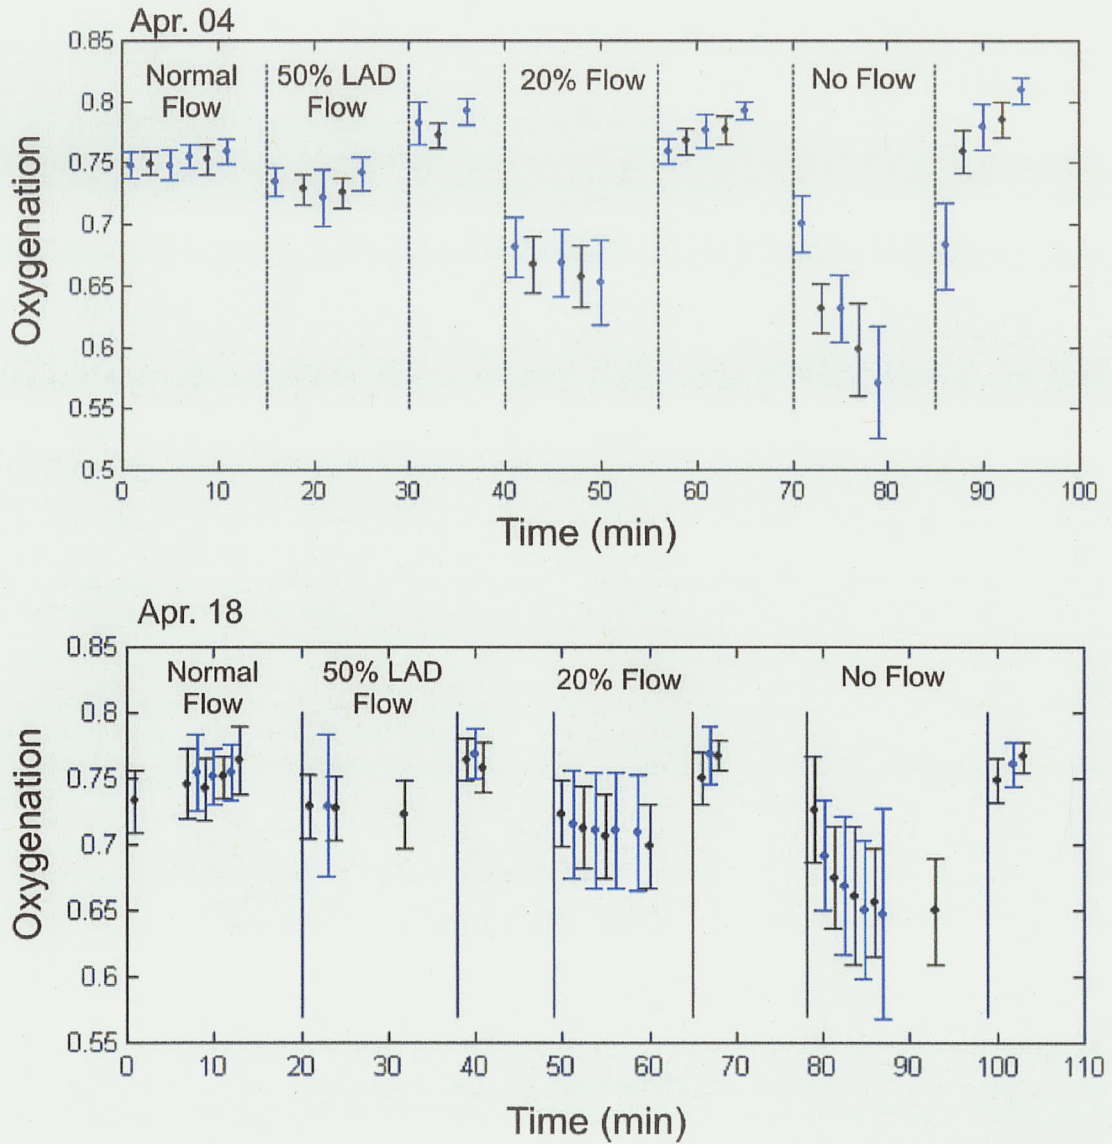 Apr. 04
0.85
0.8
0.75
0.7
0.65
0.6
0.55
0.5
Oxygenation
Normal
Flow
50% LAD
Flow
20% Flow
No Flow
0 10 20 30 40 50 60 70 80 90 100
Time (min)
Apr. 18
0.85
0.8
0.75
0.7
0.65
0.6
0.55
Oxygenation
Normal
Flow
50% LAD
Flow
20% Flow
No Flow
0 10 20 30 40 50 60 70 80 90 100 110
Time (min)